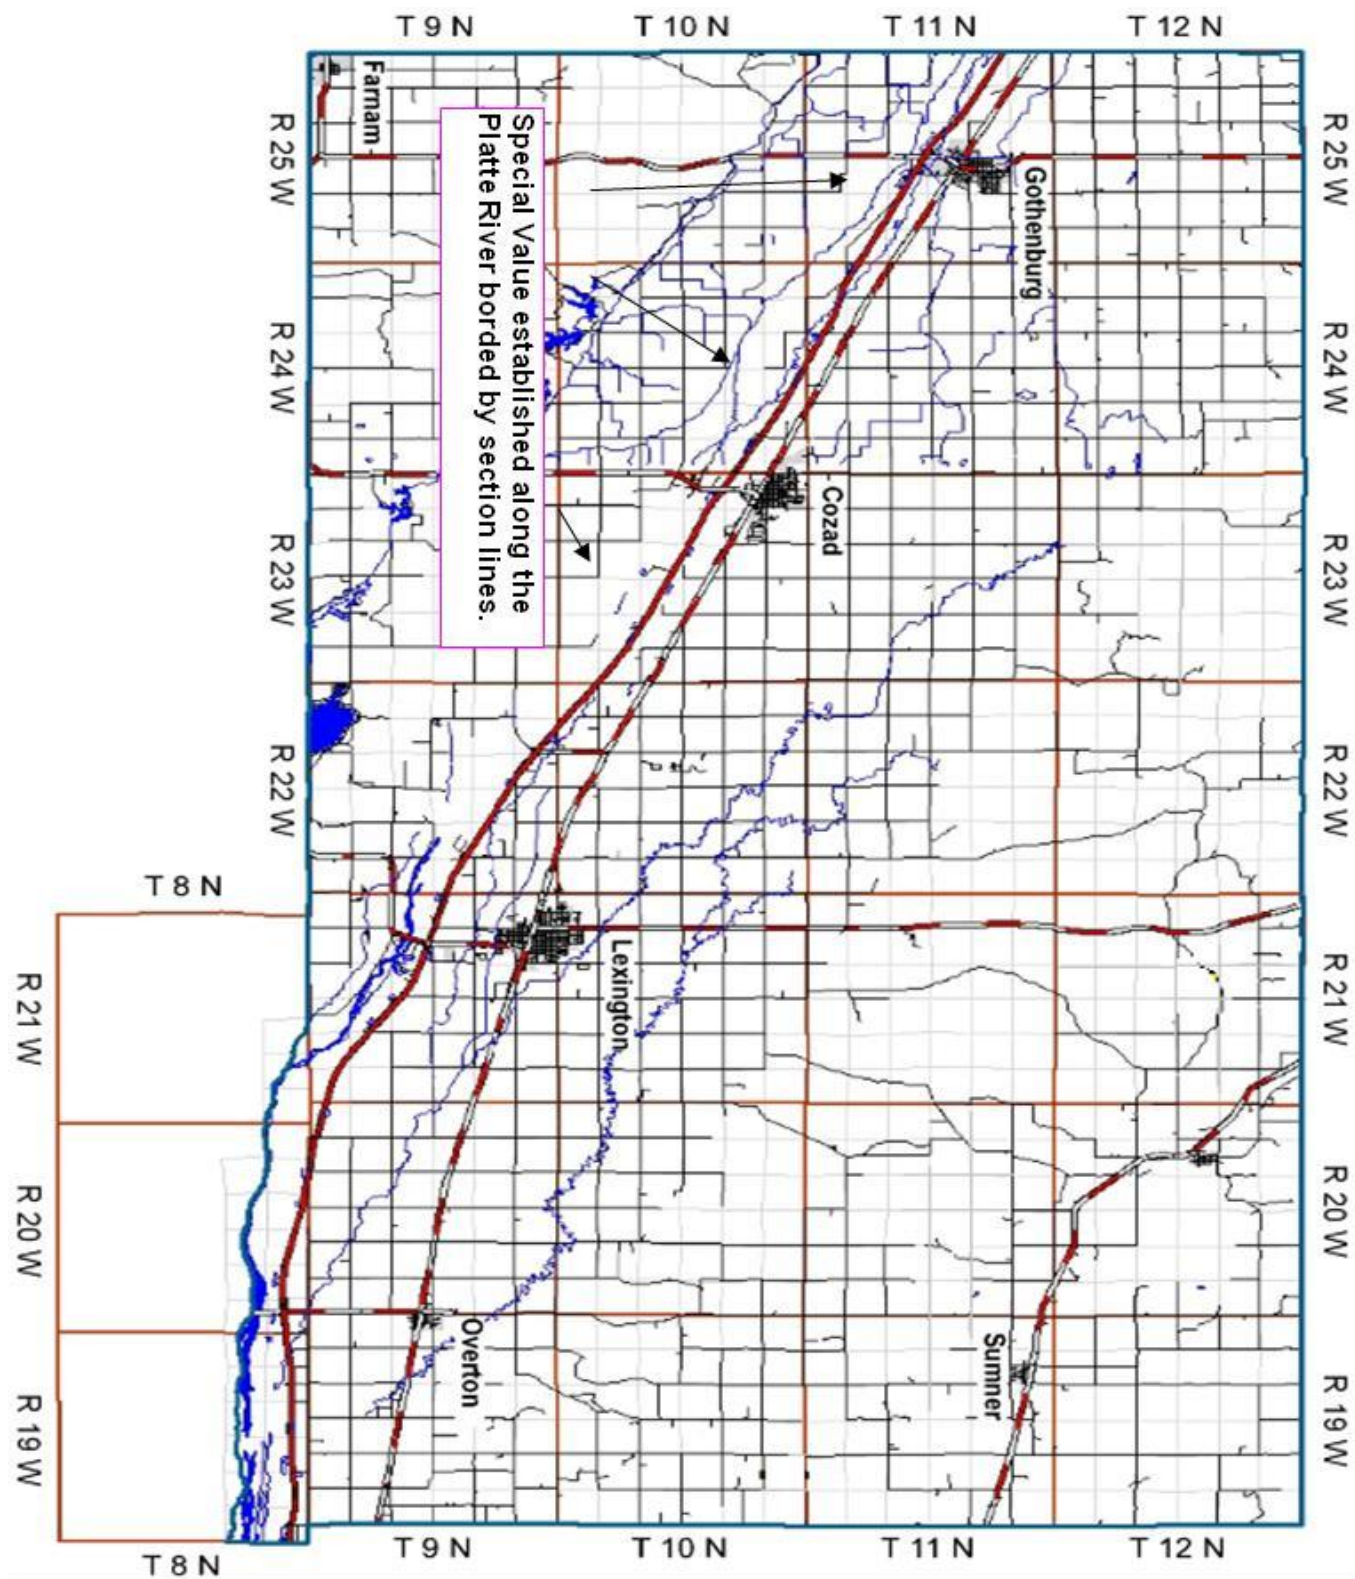 T 9 N
T 10 N
T 11 N
T 12 N
R 25 W
R 25 W
Farnam
Gothenburg
Special Value established along the
Platte River borded by section lines.
R 24 W
R 24 W
Cozad
R 23 W
R 23 W
R 22 W
R 22 W
T 8 N
Lexington
R 21 W
R 21 W
R 20 W
R 20 W
Overton
Sumner
R 19 W
R 19 W
T 8 N
T 9 N
T 10 N
T 11 N
T 12 N